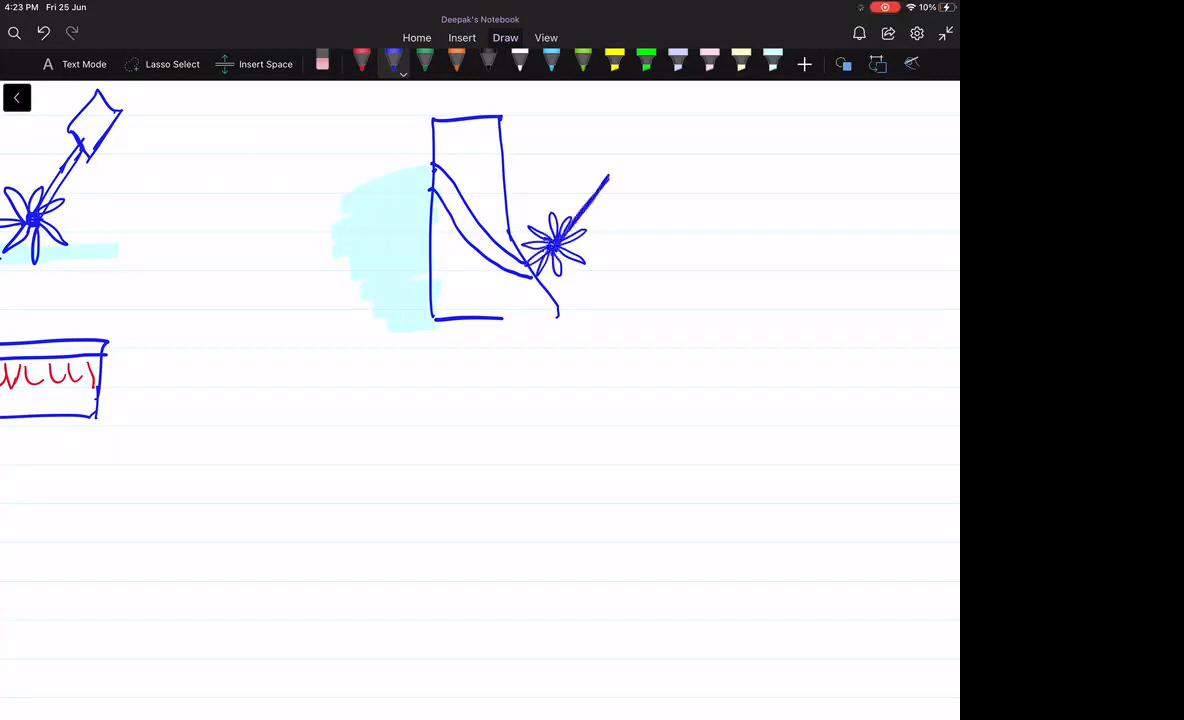 4:23 PM Fri 25 Jun
10%
Deepak's Notebook
Home Insert Draw View
Text Mode Lasso Select Insert Space